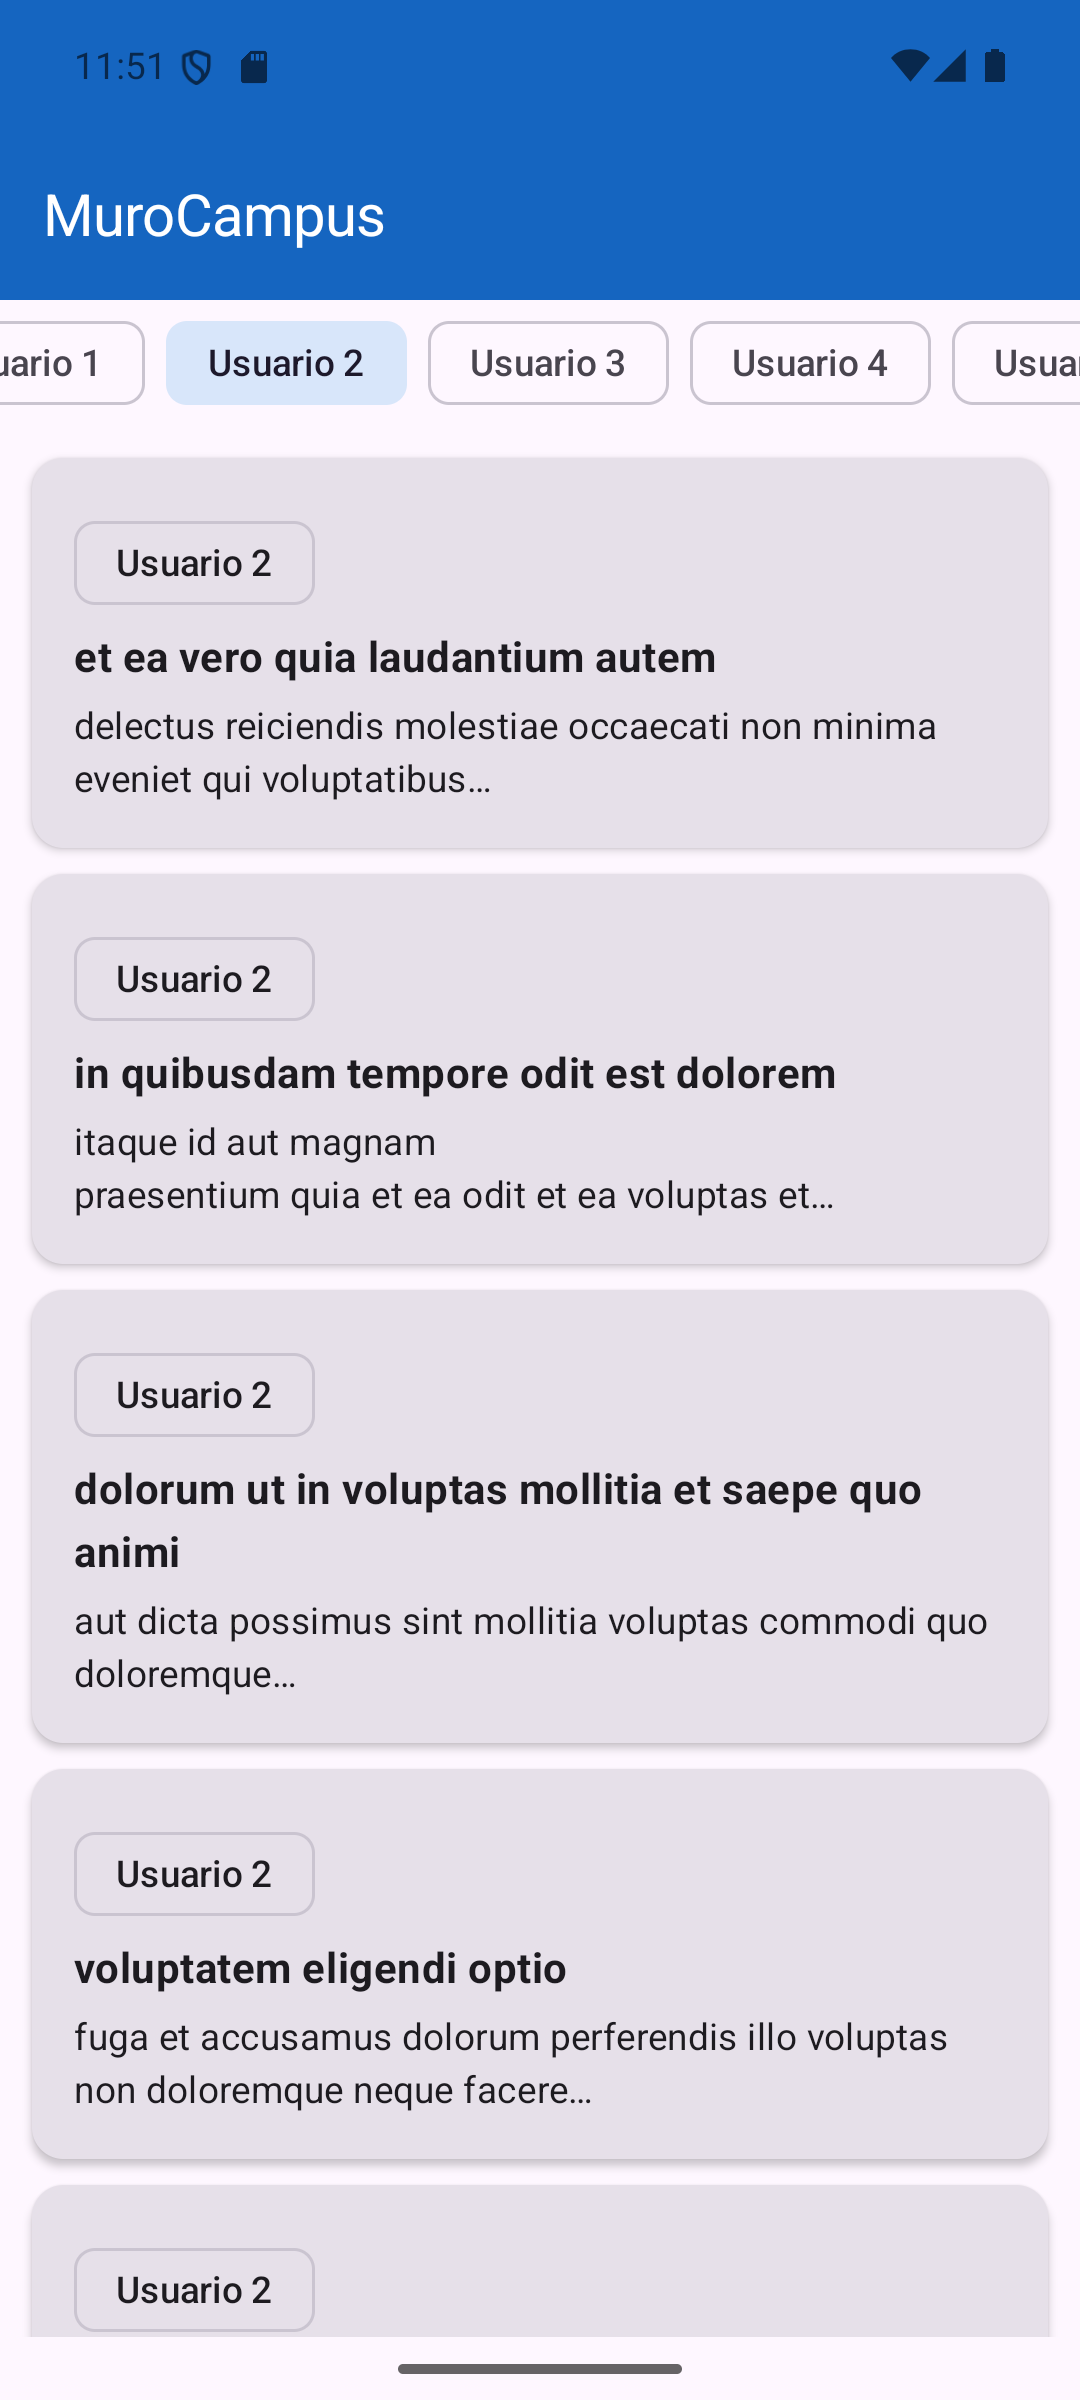 11:51
MuroCampus
uario 1
Usuario 2
Usuario 3
Usuario 4
Usuar
Usuario 2
et ea vero quia laudantium autem
delectus reiciendis molestiae occaecati non minima
eveniet qui voluptatibus…
Usuario 2
in quibusdam tempore odit est dolorem
itaque id aut magnam
praesentium quia et ea odit et ea voluptas et…
Usuario 2
dolorum ut in voluptas mollitia et saepe quo
animi
aut dicta possimus sint mollitia voluptas commodi quo
doloremque…
Usuario 2
voluptatem eligendi optio
fuga et accusamus dolorum perferendis illo voluptas
non doloremque neque facere…
Usuario 2